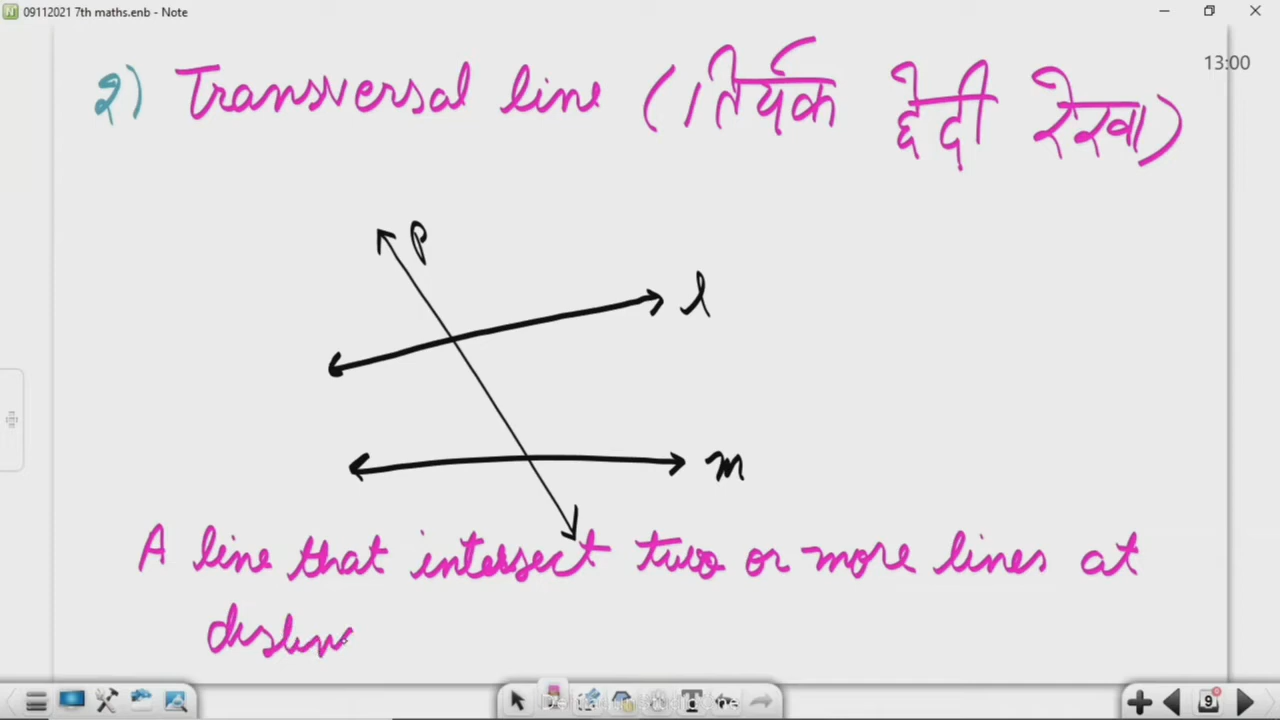 09112021 7th maths.enb - Note
13:00
2) Transversal line (तिर्यक छेदी रेखा)
p
l
m
A line that intersect two or more lines at
9